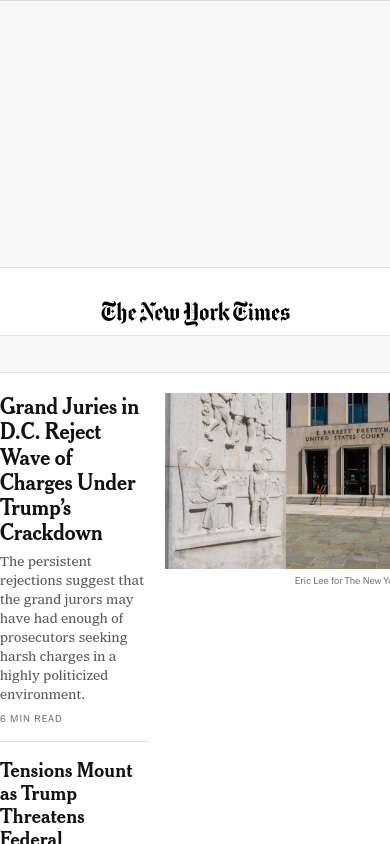 The New York Times
Grand Juries in
D.C. Reject
Wave of
Charges Under
Trump’s
Crackdown
The persistent
rejections suggest that
the grand jurors may
have had enough of
prosecutors seeking
harsh charges in a
highly politicized
environment.
6 MIN READ
E BARRETT PRETTYM
UNITED STATES COURT
Eric Lee for The New Yo
Tensions Mount
as Trump
Threatens
Federal